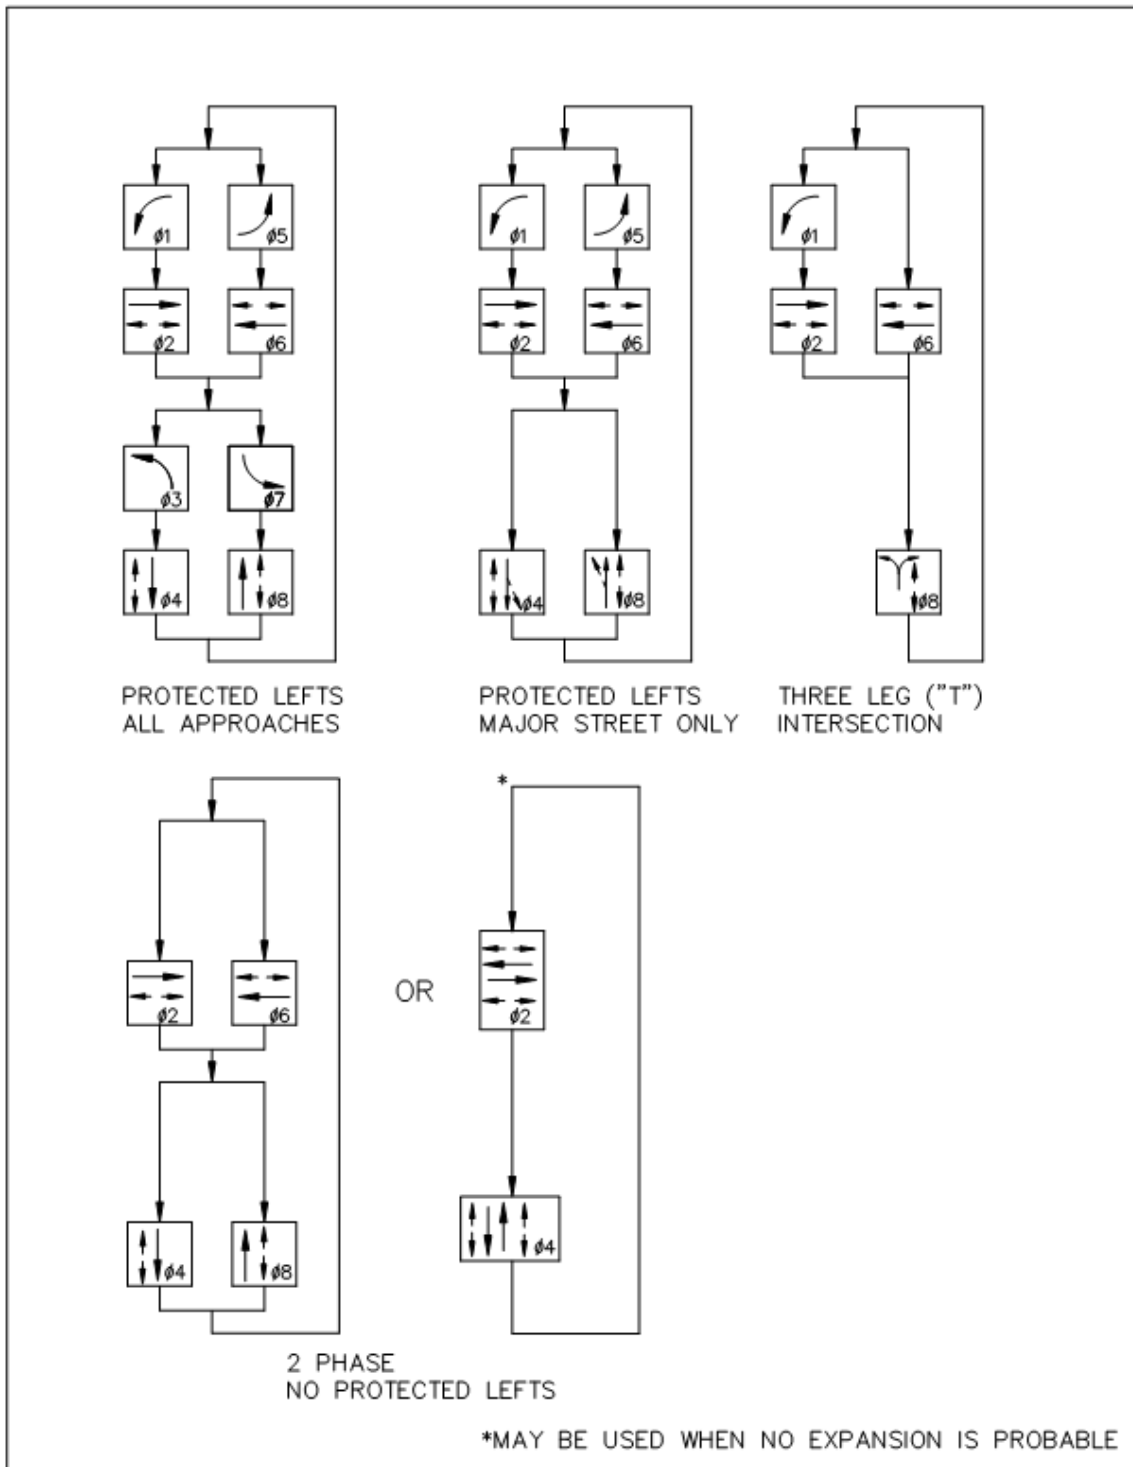 ø1 ø5 ø1 ø5 ø1
ø2 ø6 ø2 ø6 ø2 ø6
ø3 ø7
ø4 ø8 ø4 ø8 ø8
PROTECTED LEFTS
ALL APPROACHES
PROTECTED LEFTS
MAJOR STREET ONLY
THREE LEG ("T")
INTERSECTION
*
ø2 ø6 OR ø2
ø4 ø8 ø4
2 PHASE
NO PROTECTED LEFTS
*MAY BE USED WHEN NO EXPANSION IS PROBABLE